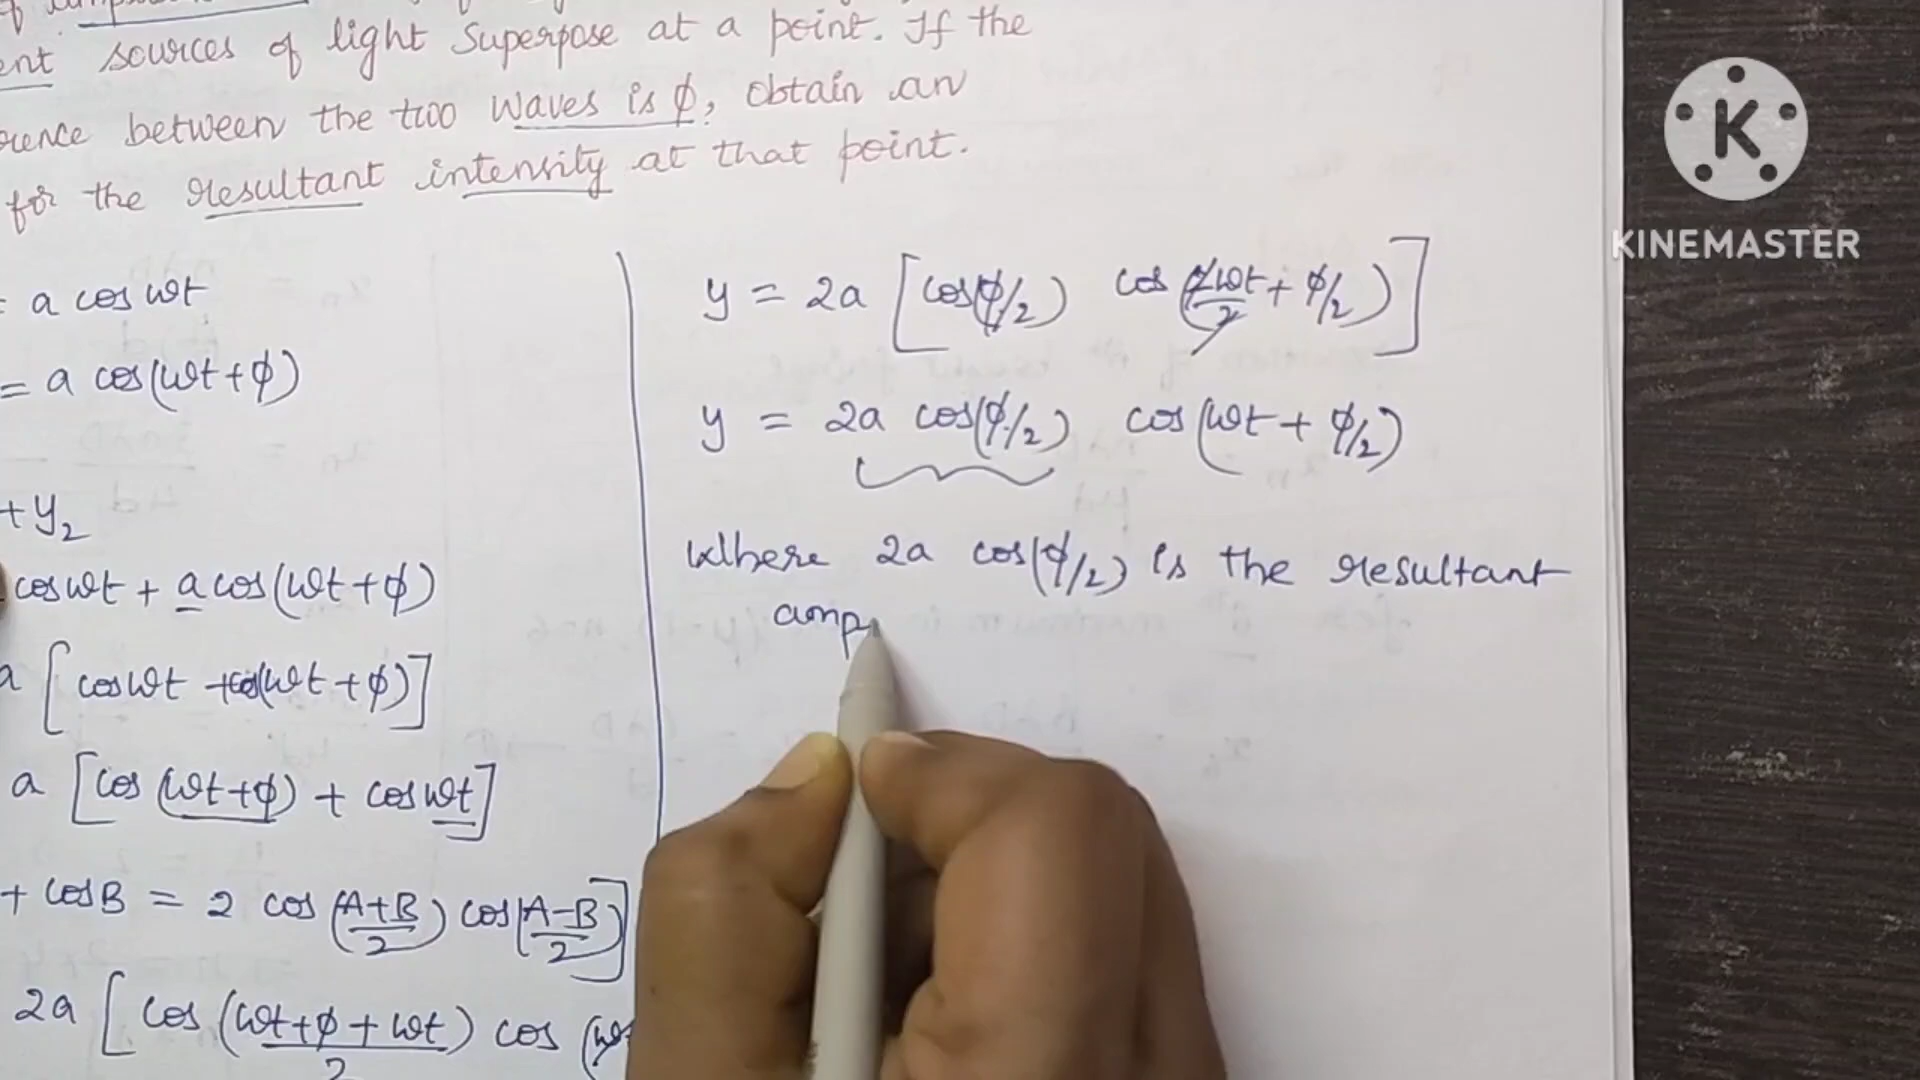 ent sources of light superpose at a point. If the
rence between the two waves is ϕ, obtain an
for the resultant intensity at that point.
= a cos ωt
= a cos(ωt + ϕ)
+ y₂
cos ωt + a cos(ωt + ϕ)
a [cos ωt + cos(ωt + ϕ)]
a [cos (ωt+ϕ) + cos ωt]
+ cos B = 2 cos (A+B/2) cos (A-B/2)]
2a [cos (ωt+ϕ+ωt/2) cos (ωt
y = 2a [cos(ϕ/2) cos (2ωt/2 + ϕ/2)]
y = 2a cos(ϕ/2) cos (ωt + ϕ/2)
Where 2a cos(ϕ/2) is the resultant
amp
K
KINEMASTER